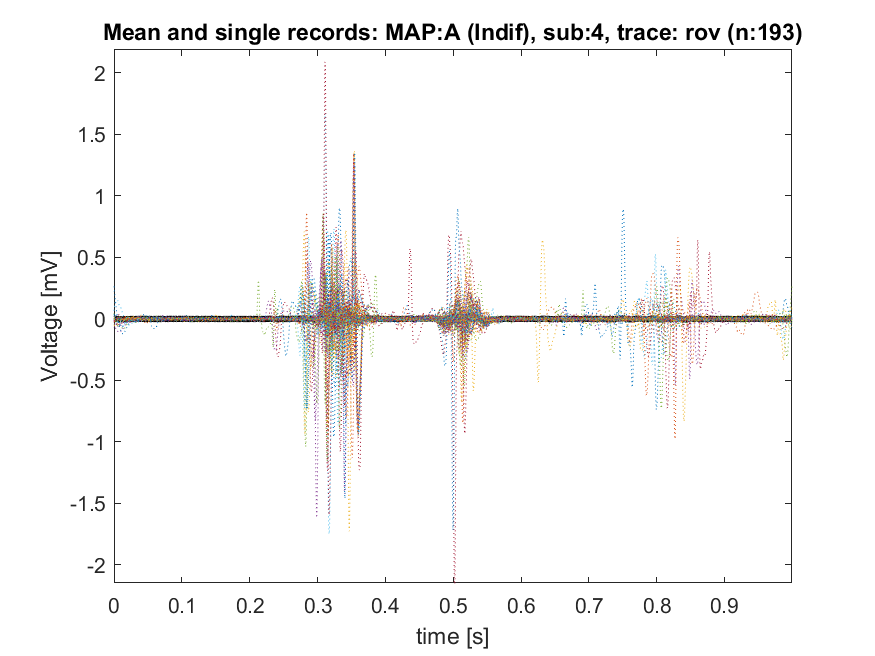 Mean and single records: MAP:A (Indif), sub:4, trace: rov (n:193)
2
1.5
1
0.5
0
-0.5
-1
-1.5
-2
Voltage [mV]
0 0.1 0.2 0.3 0.4 0.5 0.6 0.7 0.8 0.9
time [s]